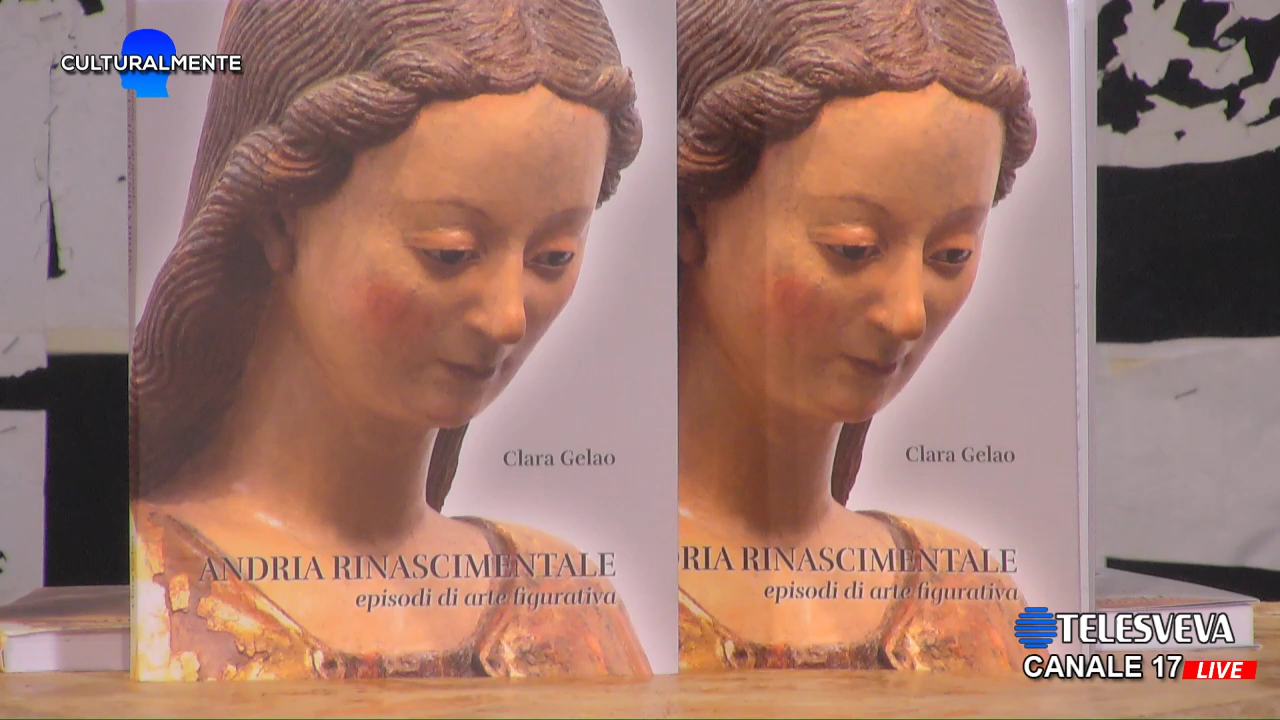 CULTURALMENTE
Clara Gelao
ANDRIA RINASCIMENTALE
episodi di arte figurativa
Clara Gelao
DRIA RINASCIMENTALE
episodi di arte figurativa
TELESVEVA
CANALE 17 LIVE